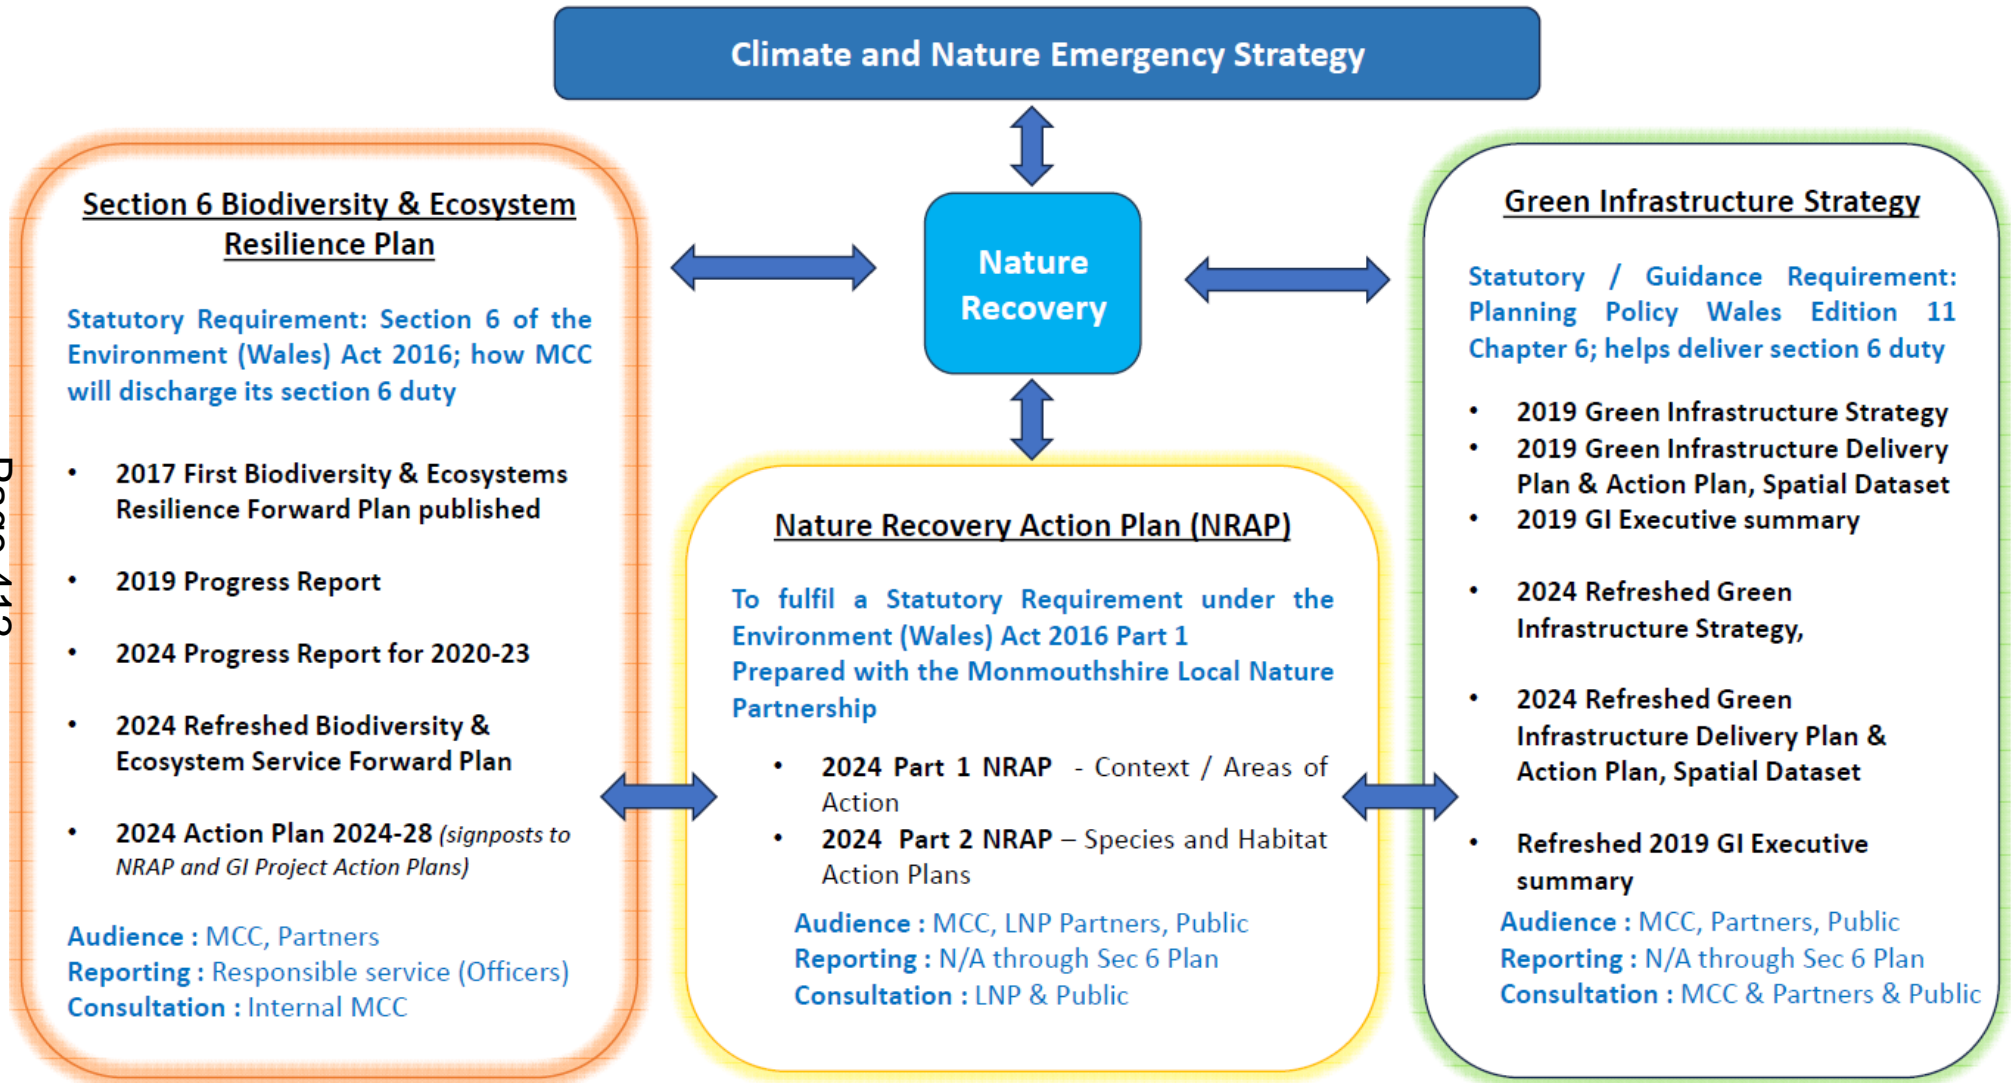 Climate and Nature Emergency Strategy
Section 6 Biodiversity & Ecosystem
Resilience Plan
Statutory Requirement: Section 6 of the
Environment (Wales) Act 2016; how MCC
will discharge its section 6 duty
• 2017 First Biodiversity & Ecosystems
Resilience Forward Plan published
• 2019 Progress Report
• 2024 Progress Report for 2020-23
• 2024 Refreshed Biodiversity &
Ecosystem Service Forward Plan
• 2024 Action Plan 2024-28 (signposts to
NRAP and GI Project Action Plans)
Audience : MCC, Partners
Reporting : Responsible service (Officers)
Consultation : Internal MCC
Nature
Recovery
Nature Recovery Action Plan (NRAP)
To fulfil a Statutory Requirement under the
Environment (Wales) Act 2016 Part 1
Prepared with the Monmouthshire Local Nature
Partnership
• 2024 Part 1 NRAP - Context / Areas of
Action
• 2024 Part 2 NRAP – Species and Habitat
Action Plans
Audience : MCC, LNP Partners, Public
Reporting : N/A through Sec 6 Plan
Consultation : LNP & Public
Green Infrastructure Strategy
Statutory / Guidance Requirement:
Planning Policy Wales Edition 11
Chapter 6; helps deliver section 6 duty
• 2019 Green Infrastructure Strategy
• 2019 Green Infrastructure Delivery
Plan & Action Plan, Spatial Dataset
• 2019 GI Executive summary
• 2024 Refreshed Green
Infrastructure Strategy,
• 2024 Refreshed Green
Infrastructure Delivery Plan &
Action Plan, Spatial Dataset
• Refreshed 2019 GI Executive
summary
Audience : MCC, Partners, Public
Reporting : N/A through Sec 6 Plan
Consultation : MCC & Partners & Public